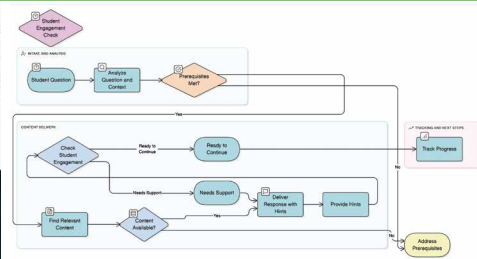 Student
Engagement
Check
INTAKE AND ANALYSIS
Student Question
Analyze
Question and
Context
Prerequisites
Met?
Yes
No
CONTENT DELIVERY
Check
Student
Engagement
Ready to
Continue
Ready to
Continue
TRACKING AND NEXT STEPS
Track Progress
Needs Support
Needs Support
Deliver
Response with
Hints
Provide Hints
Find Relevant
Content
Content
Available?
Yes
No
Address
Prerequisites